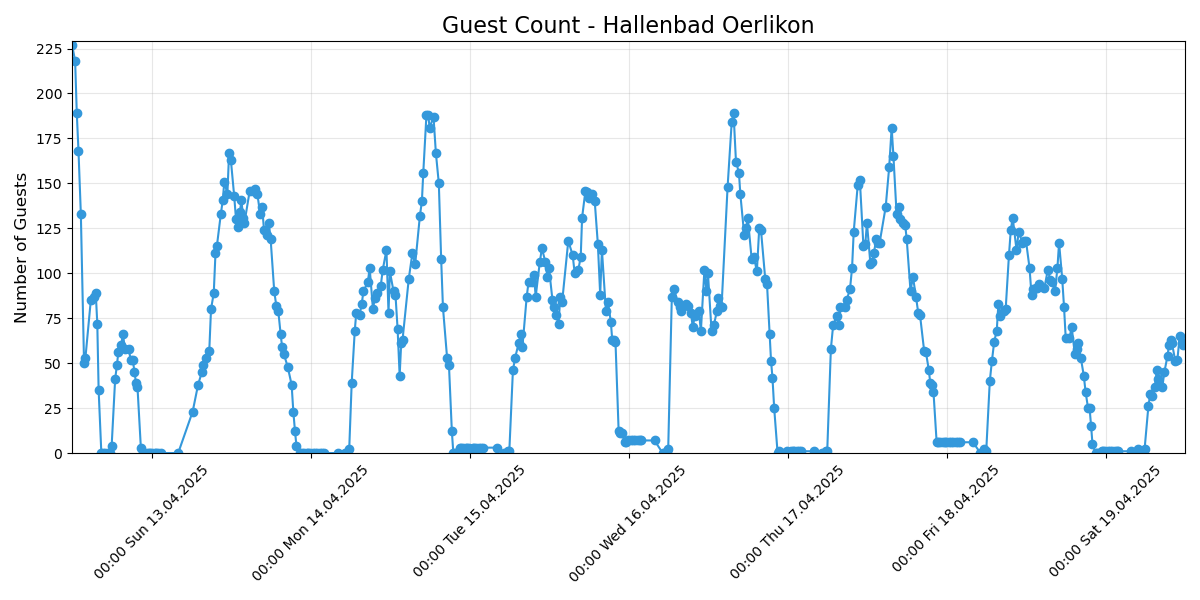 Guest Count - Hallenbad Oerlikon
Number of Guests
225
200
175
150
125
100
75
50
25
0
00:00 Sun 13.04.2025
00:00 Mon 14.04.2025
00:00 Tue 15.04.2025
00:00 Wed 16.04.2025
00:00 Thu 17.04.2025
00:00 Fri 18.04.2025
00:00 Sat 19.04.2025